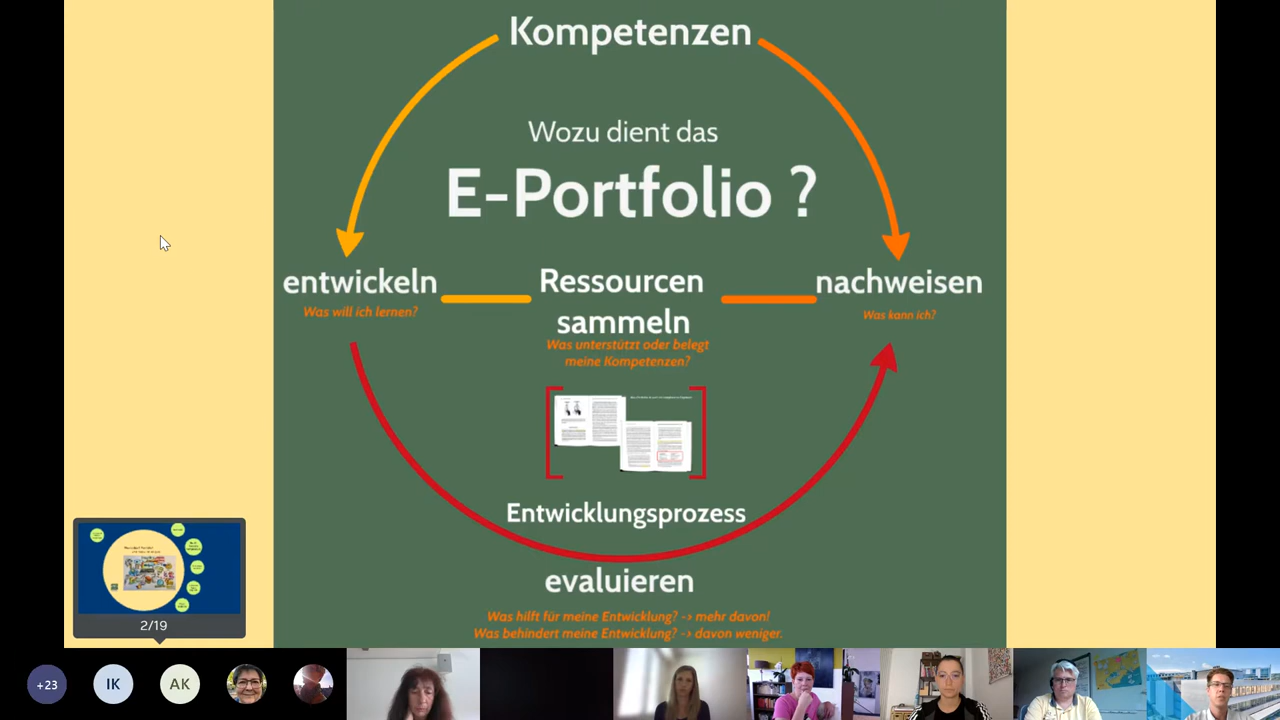 Kompetenzen
Wozu dient das
E-Portfolio ?
entwickeln
Was will ich lernen?
Ressourcen
sammeln
Was unterstützt oder belegt
meine Kompetenzen?
nachweisen
Was kann ich?
Entwicklungsprozess
evaluieren
Was hilft für meine Entwicklung? -> mehr davon!
Was behindert meine Entwicklung? -> davon weniger.
2/19
+23
IK
AK